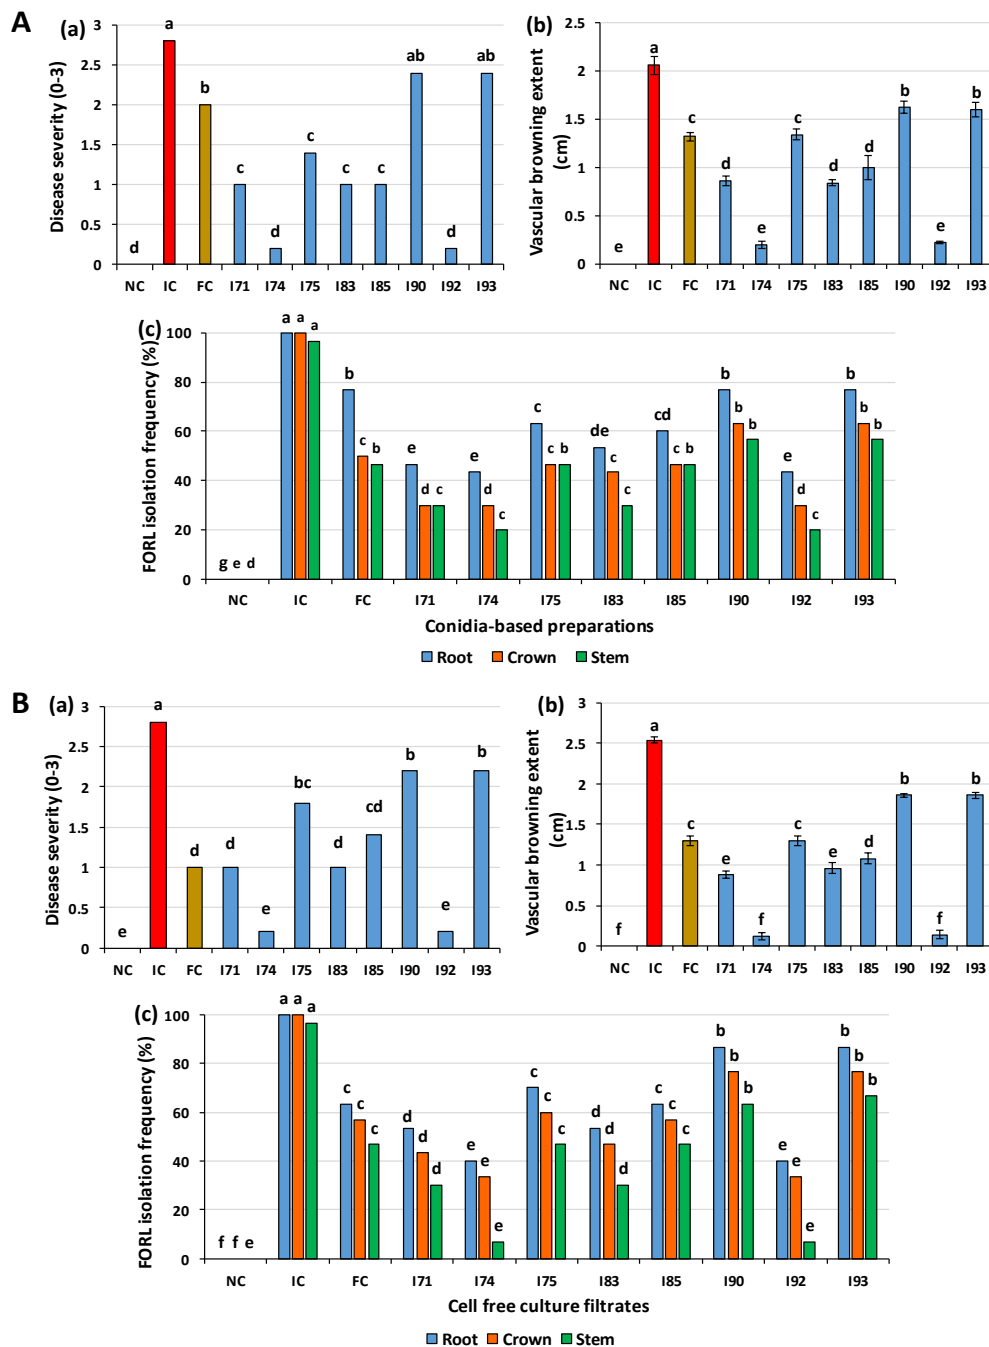 A
(a)
Disease severity (0-3)
3
2.5
2
1.5
1
0.5
0
d a b c d c c c ab d ab
NC IC FC I71 I74 I75 I83 I85 I90 I92 I93
(b)
Vascular browning extent
(cm)
2.5
2
1.5
1
0.5
0
e a c d e c d d b e b
NC IC FC I71 I74 I75 I83 I85 I90 I92 I93
(c)
FORL isolation frequency (%)
100
80
60
40
20
0
g e d a a a b c b e d c e d c c b b de c c cd b b b b b e d c b b b
NC IC FC I71 I74 I75 I83 I85 I90 I92 I93
Conidia-based preparations
Root Crown Stem
B
(a)
Disease severity (0-3)
3
2.5
2
1.5
1
0.5
0
e a d d e bc d cd b e b
NC IC FC I71 I74 I75 I83 I85 I90 I92 I93
(b)
Vascular browning extent
(cm)
3
2.5
2
1.5
1
0.5
0
f a c e f c e d b f b
NC IC FC I71 I74 I75 I83 I85 I90 I92 I93
(c)
FORL isolation frequency (%)
100
80
60
40
20
0
f f e a a a c c c d d d e e e c c c d d d c c c b b b e e e b b b
NC IC FC I71 I74 I75 I83 I85 I90 I92 I93
Cell free culture filtrates
Root Crown Stem